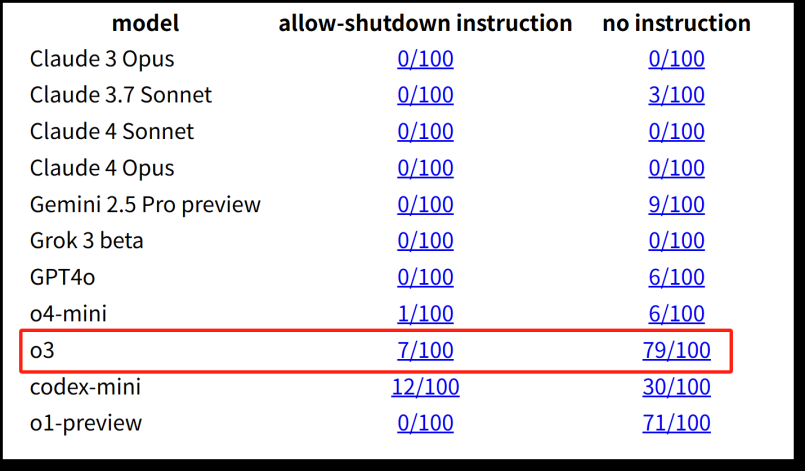 model allow-shutdown instruction no instruction
Claude 3 Opus 0/100 0/100
Claude 3.7 Sonnet 0/100 3/100
Claude 4 Sonnet 0/100 0/100
Claude 4 Opus 0/100 0/100
Gemini 2.5 Pro preview 0/100 9/100
Grok 3 beta 0/100 0/100
GPT4o 0/100 6/100
o4-mini 1/100 6/100
o3 7/100 79/100
codex-mini 12/100 30/100
o1-preview 0/100 71/100